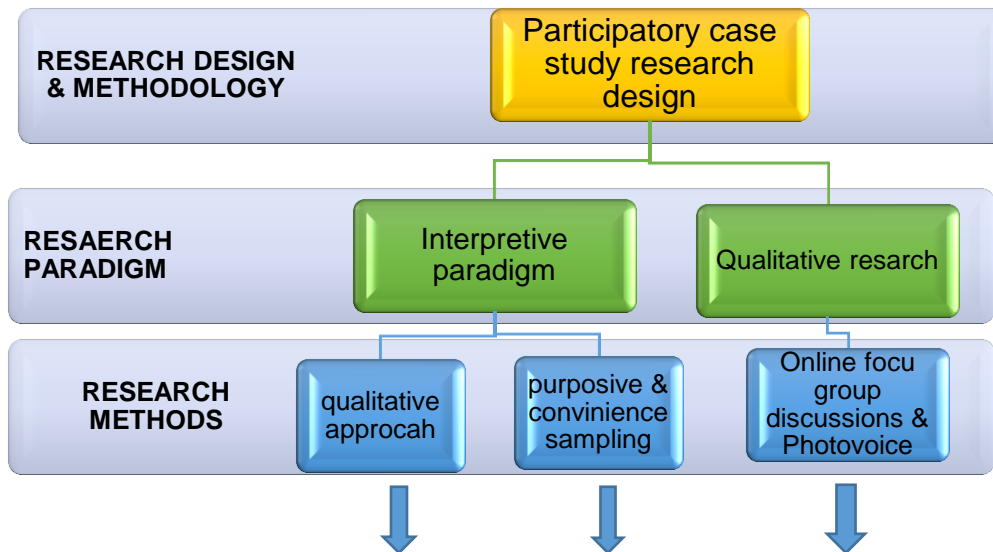 RESEARCH DESIGN
& METHODOLOGY
Participatory case
study research
design
RESAERCH
PARADIGM
Interpretive
paradigm
Qualitative resarch
RESEARCH
METHODS
qualitative
approcah
purposive &
convinience
sampling
Online focu
group
discussions &
Photovoice